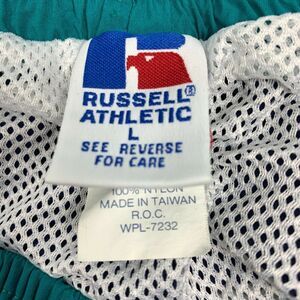 RUSSELL®
ATHLETIC
L
SEE REVERSE
FOR CARE
100% NYLON
MADE IN TAIWAN
R.O.C.
WPL-7232